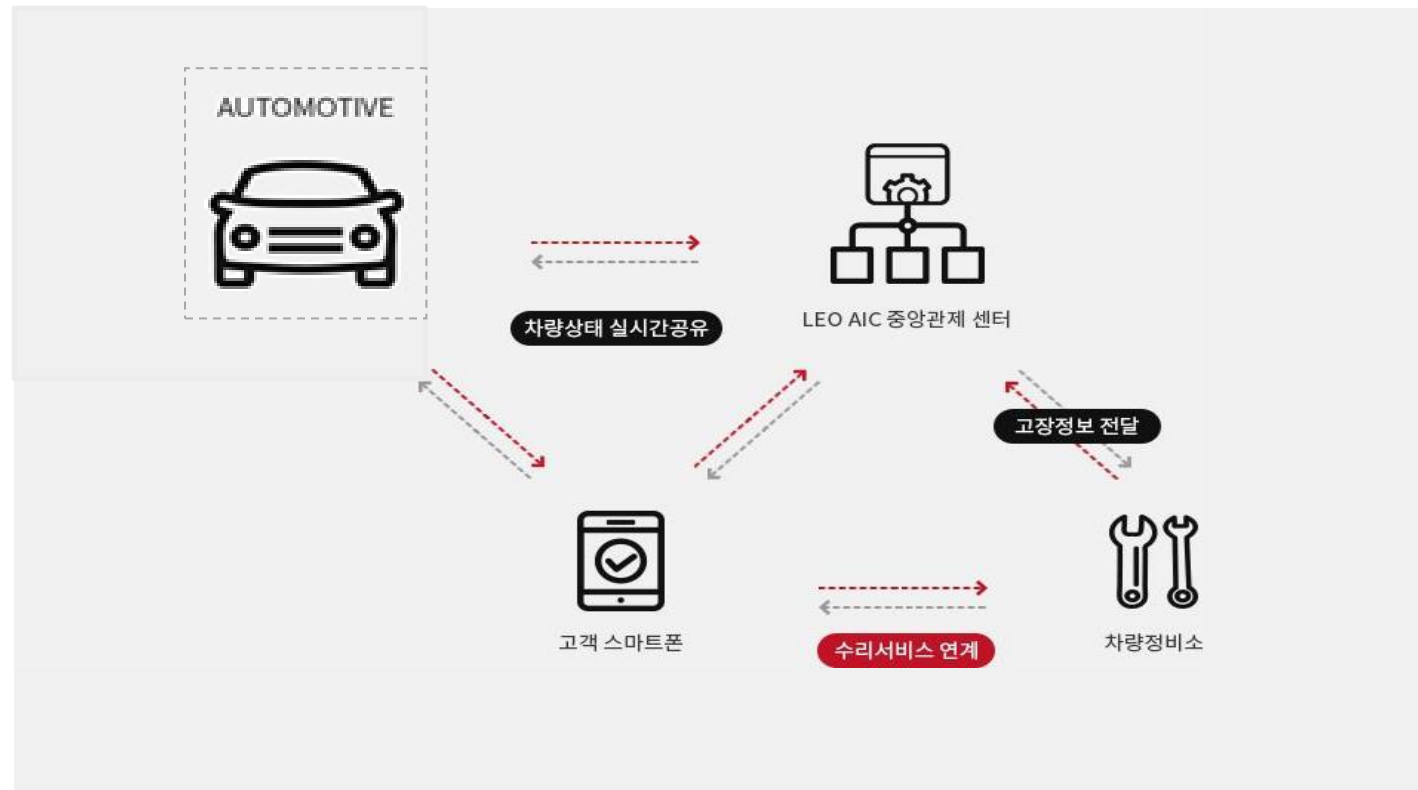 AUTOMOTIVE
차량상태 실시간공유
LEO AIC 중앙관제 센터
고장정보 전달
고객 스마트폰
수리서비스 연계
차량정비소